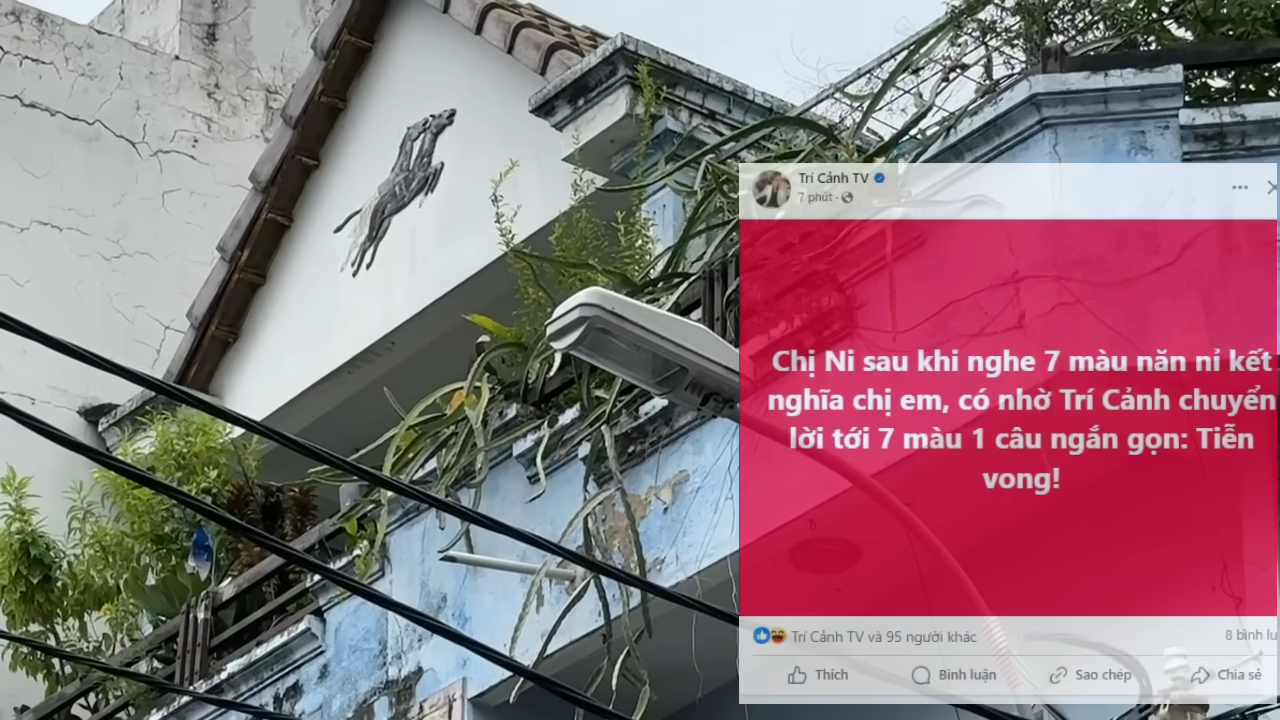 Trí Cảnh TV
7 phút ·
Chị Ni sau khi nghe 7 màu năn nỉ kết
nghĩa chị em, có nhờ Trí Cảnh chuyển
lời tới 7 màu 1 câu ngắn gọn: Tiễn
vong!
Trí Cảnh TV và 95 người khác
8 bình
Thích
Bình luận
Sao chép
Chia sẻ